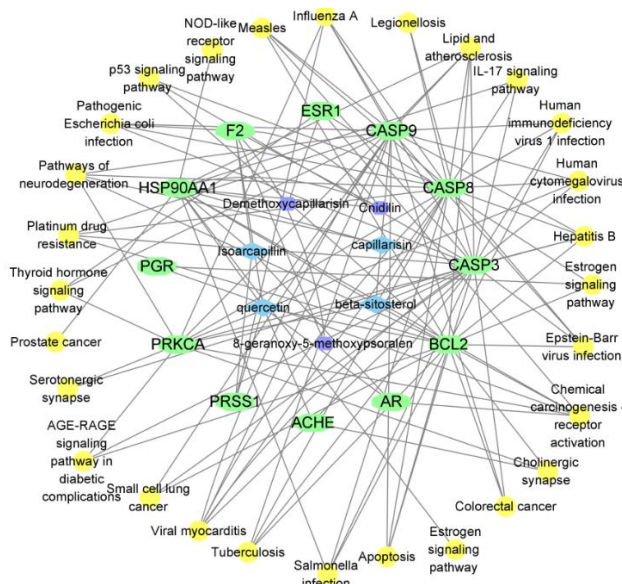 NOD-like
receptor
signaling
pathway
Measles
Influenza A
Legionellosis
Lipid and
atherosclerosis
IL-17 signaling
pathway
p53 signaling
pathway
Pathogenic
Escherichia coli
infection
Pathways of
neurodegeneration
Platinum drug
resistance
Thyroid hormone
signaling
pathway
Prostate cancer
Serotonergic
synapse
AGE-RAGE
signaling
pathway in
diabetic
complications
Small cell lung
cancer
Viral myocarditis
Tuberculosis
Salmonella
infection
Apoptosis
Estrogen
signaling
pathway
Colorectal cancer
Cholinergic
synapse
Chemical
carcinogenesis -
receptor
activation
Epstein-Barr
virus infection
Estrogen
signaling
pathway
Hepatitis B
Human
cytomegalovirus
infection
Human
immunodeficiency
virus 1 infection
ESR1
F2
CASP9
HSP90AA1
CASP8
PGR
CASP3
PRKCA
BCL2
PRSS1
ACHE
AR
Demethoxycapillarisin
Cnidilin
Isoarcapillin
capillarisin
quercetin
beta-sitosterol
8-geranoxy-5-methoxypsoralen